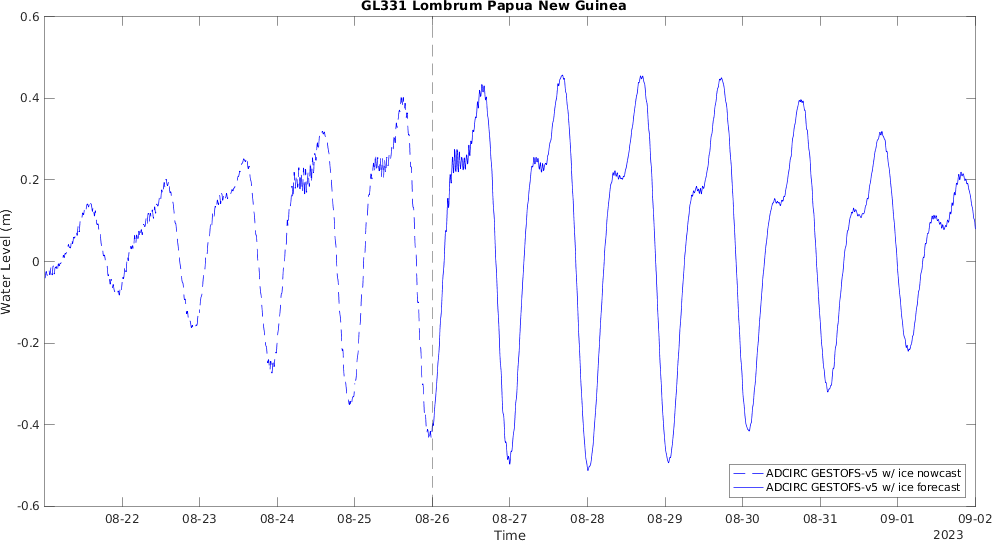 GL331 Lombrum Papua New Guinea
0.6
0.4
0.2
0
-0.2
-0.4
-0.6
Water Level (m)
ADCIRC GESTOFS-v5 w/ ice nowcast
ADCIRC GESTOFS-v5 w/ ice forecast
08-22 08-23 08-24 08-25 08-26 08-27 08-28 08-29 08-30 08-31 09-01 09-02
Time
2023